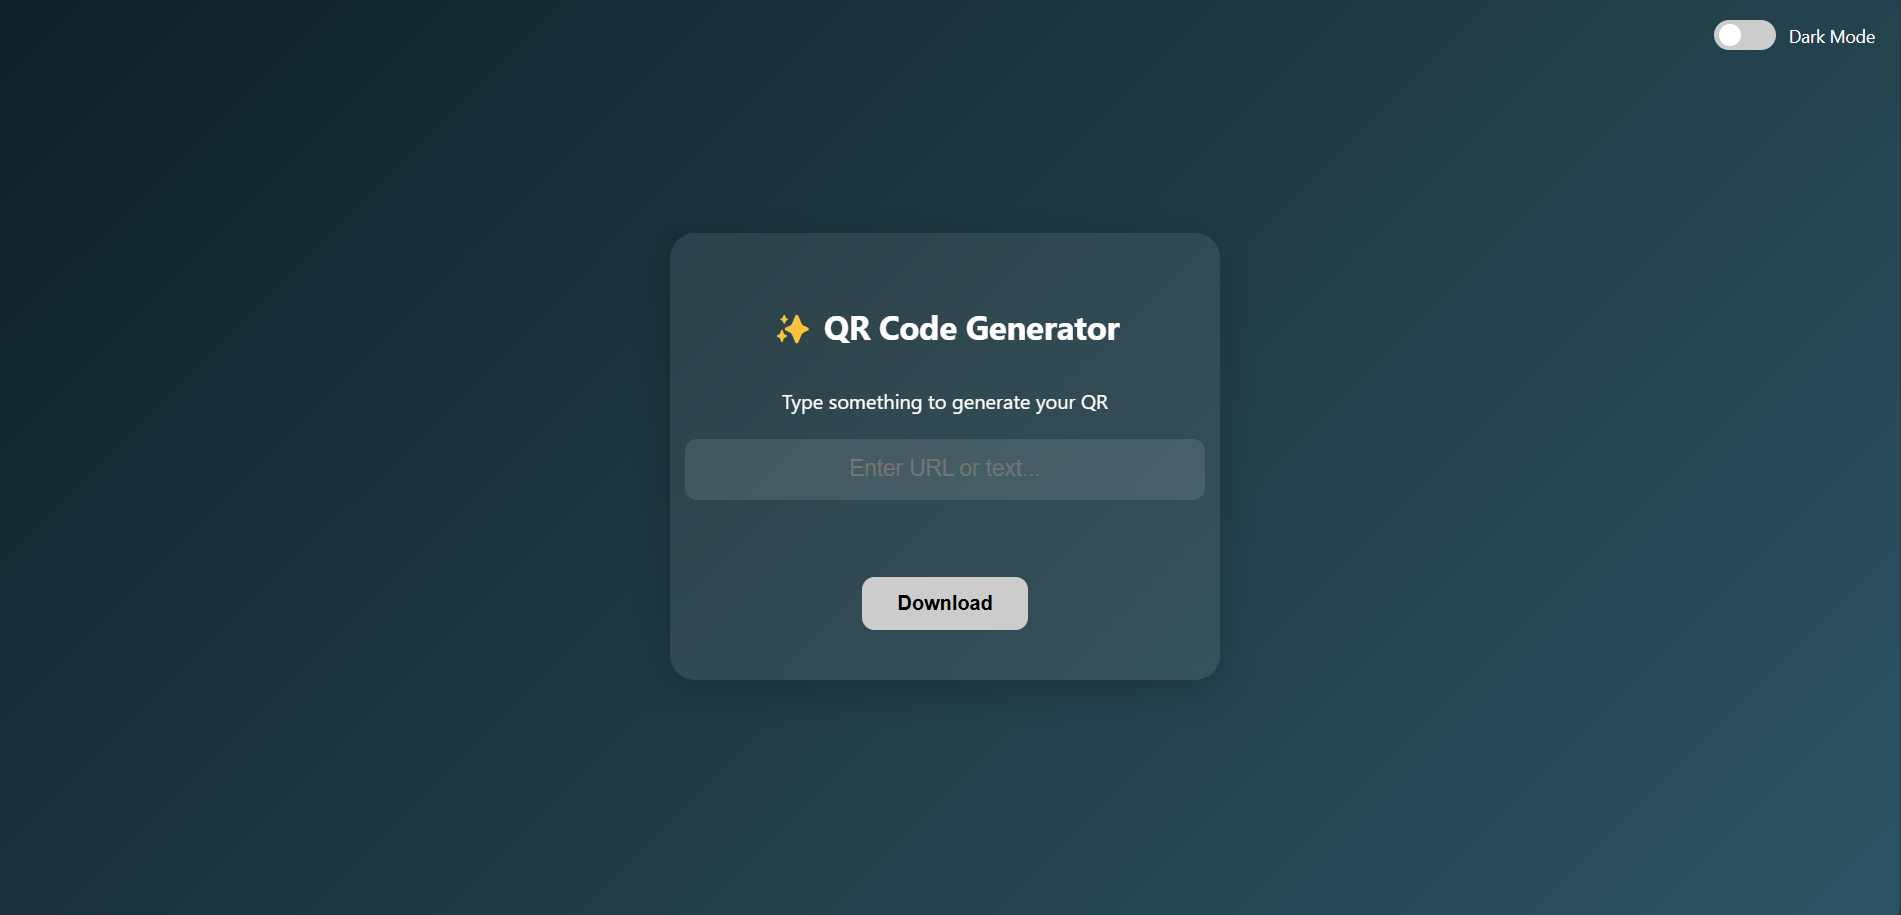 Dark Mode
✨ QR Code Generator
Type something to generate your QR
Enter URL or text...
Download